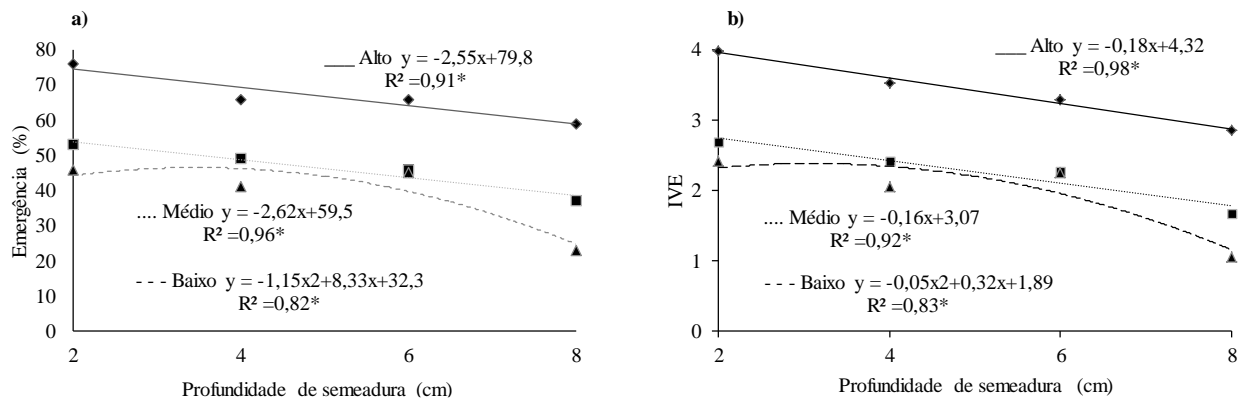 a)
80
70
60
50
40
30
20
10
0
Emergência (%)
___ Alto y = -2,55x+79,8
R² =0,91*
.... Médio y = -2,62x+59,5
R² =0,96*
--- Baixo y = -1,15x2+8,33x+32,3
R² =0,82*
2 4 6 8
Profundidade de semeadura (cm)
b)
4
3
2
1
0
IVE
___ Alto y = -0,18x+4,32
R² =0,98*
.... Médio y = -0,16x+3,07
R² =0,92*
--- Baixo y = -0,05x2+0,32x+1,89
R² =0,83*
2 4 6 8
Profundidade de semeadura (cm)